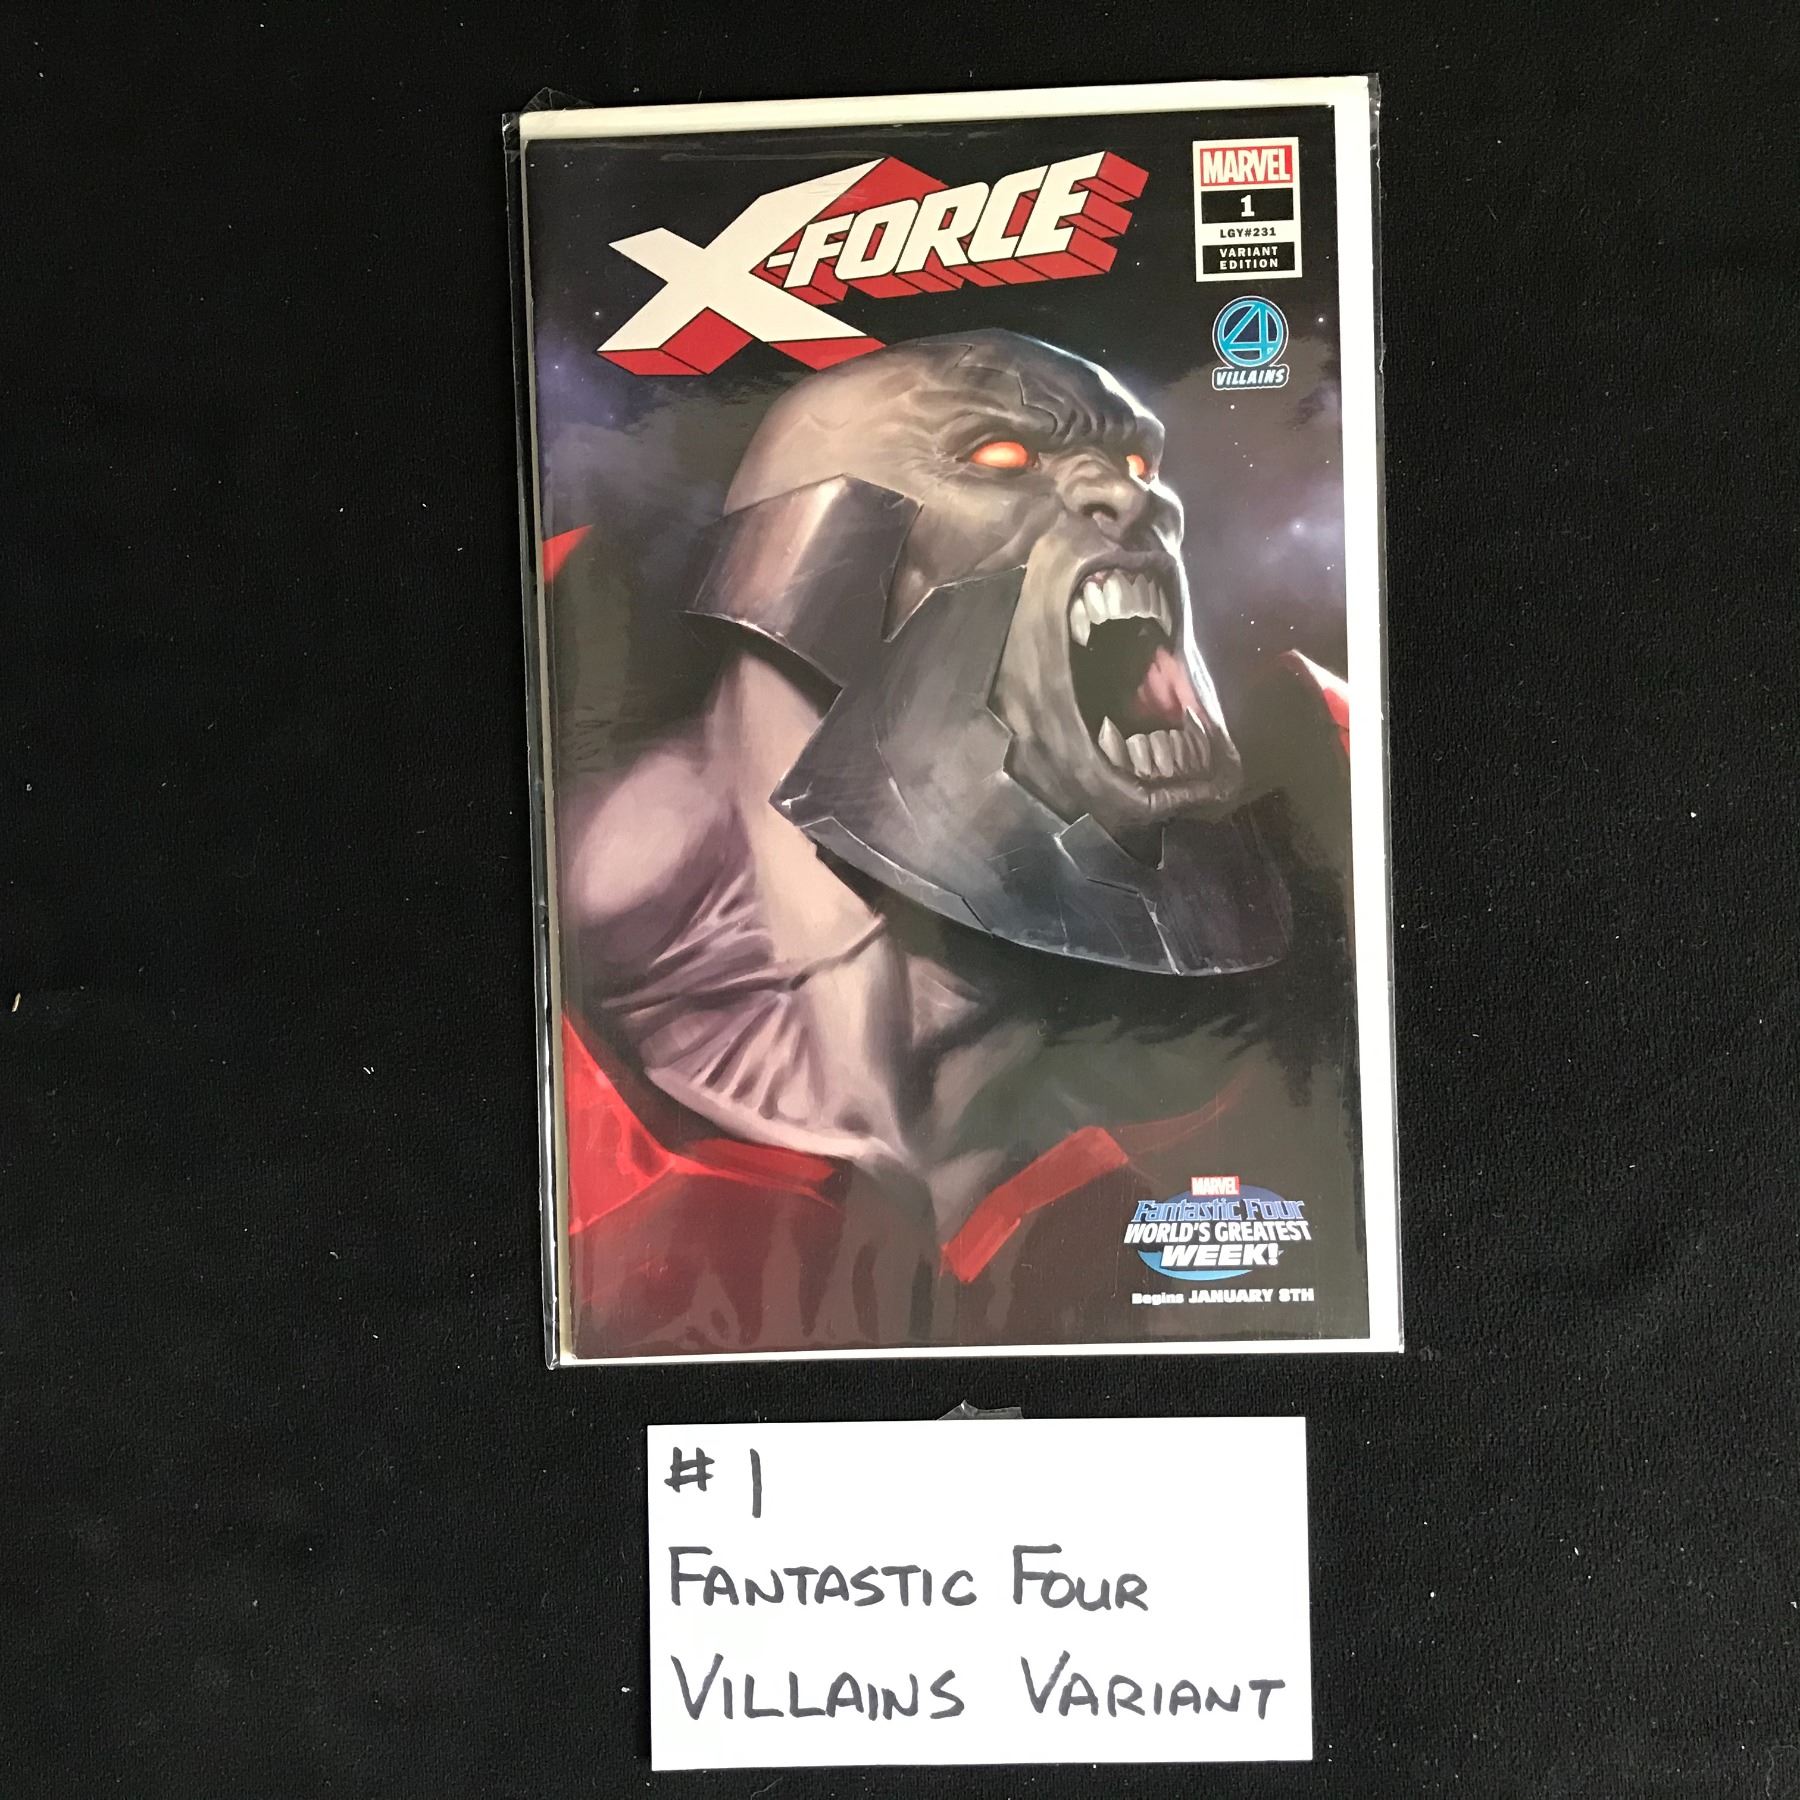 X-FORCE
MARVEL
1
LGY#231
VARIANT
EDITION
4
VILLAINS
MARVEL
FANTASTIC FOUR
WORLD'S GREATEST
WEEK!
Begins JANUARY 8TH
# 1
FANTASTIC FOUR
VILLAINS VARIANT